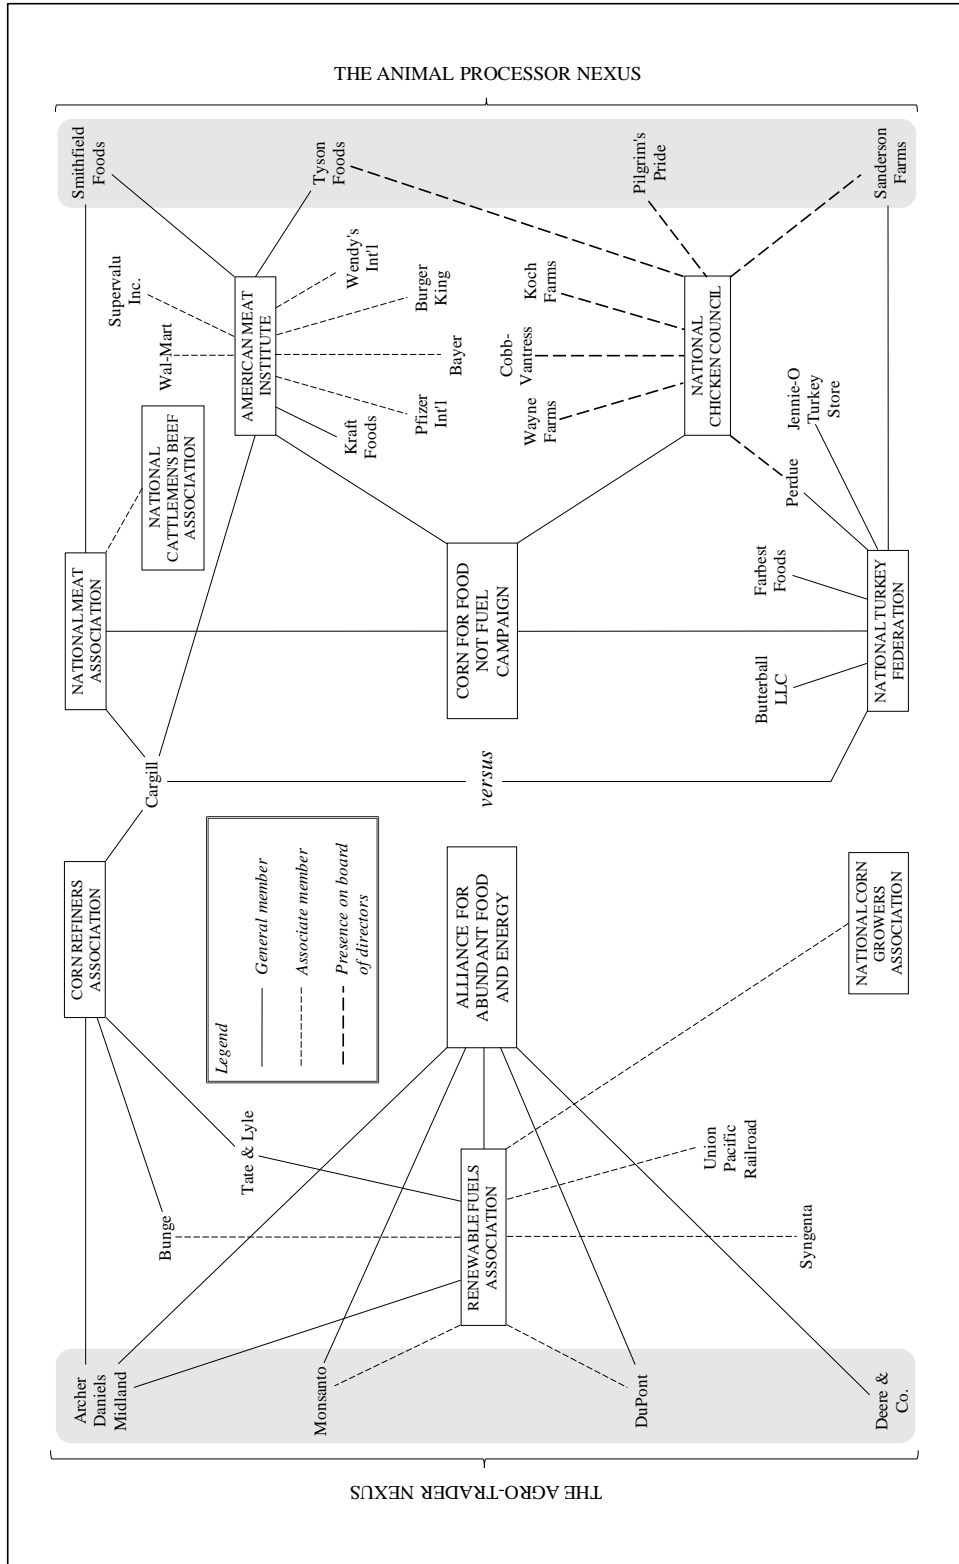 THE ANIMAL PROCESSOR NEXUS
Smithfield
Foods
Tyson
Foods
Pilgrim's
Pride
Sanderson
Farms
Supervalu
Inc.
Wal-Mart
AMERICAN MEAT
INSTITUTE
Wendy's
Int'l
Burger
King
Bayer
Pfizer
Int'l
Kraft
Foods
Koch
Farms
Cobb-
Vantress
Wayne
Farms
NATIONAL
CHICKEN COUNCIL
Jennie-O
Turkey
Store
Perdue
NATIONAL
CATTLEMEN'S BEEF
ASSOCIATION
NATIONAL MEAT
ASSOCIATION
CORN FOR FOOD
NOT FUEL
CAMPAIGN
Farbest
Foods
Butterball
LLC
NATIONAL TURKEY
FEDERATION
Cargill
versus
CORN REFINERS
ASSOCIATION
Legend
General member
Associate member
Presence on board
of directors
ALLIANCE FOR
ABUNDANT FOOD
AND ENERGY
NATIONAL CORN
GROWERS
ASSOCIATION
Tate & Lyle
Bunge
RENEWABLE FUELS
ASSOCIATION
Union
Pacific
Railroad
Syngenta
Archer
Daniels
Midland
Monsanto
DuPont
Deere &
Co.
THE AGRO-TRADER NEXUS